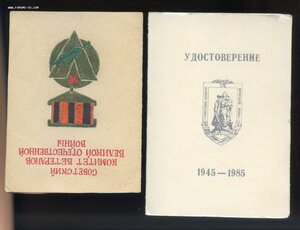 СОВЕТСКИЙ
КОМИТЕТ ВЕТЕРАНОВ
ВЕЛИКОЙ ОТЕЧЕСТВЕННОЙ
ВОЙНЫ
УДОСТОВЕРЕНИЕ
1945—1985